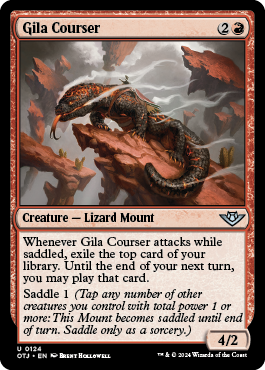 Gila Courser 2
Creature — Lizard Mount
Whenever Gila Courser attacks while
saddled, exile the top card of your
library. Until the end of your next turn,
you may play that card.
Saddle 1 (Tap any number of other
creatures you control with total power 1 or
more: This Mount becomes saddled until end
of turn. Saddle only as a sorcery.)
4/2
U 0124
OTJ • EN Brent Hollowell
™ & © 2024 Wizards of the Coast